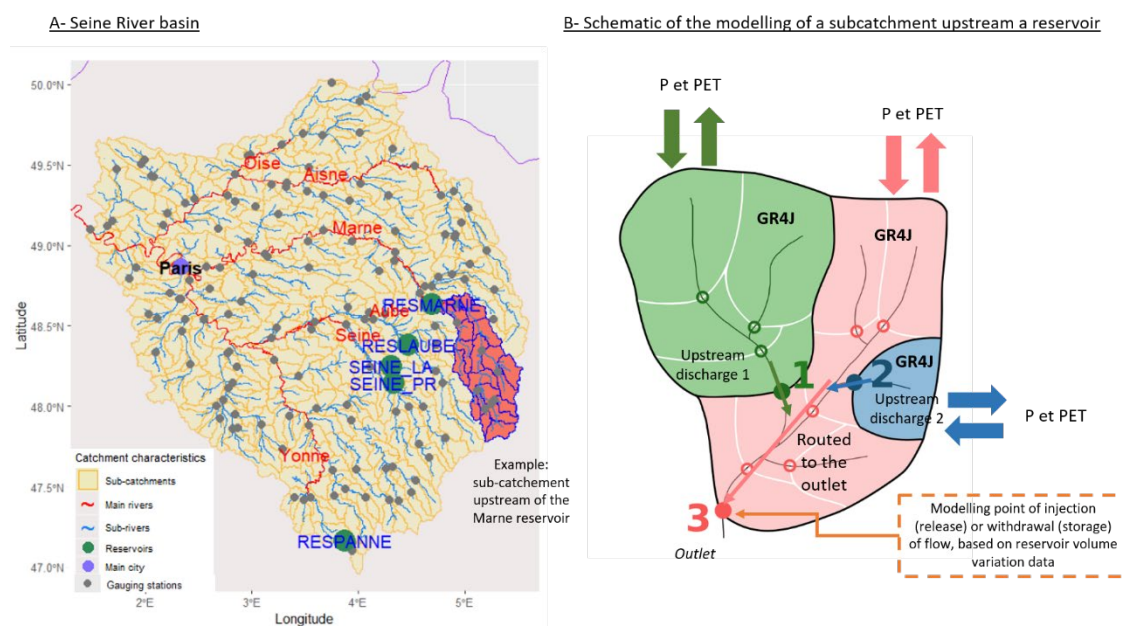 A- Seine River basin
B- Schematic of the modelling of a subcatchment upstream a reservoir
50.0°N
49.5°N
49.0°N
48.5°N
48.0°N
47.5°N
47.0°N
Latitude
2°E
3°E
4°E
5°E
Longitude
Oise
Aisne
Marne
Paris
RESMARNE
Aube
Seine
RESLAUBE
SEINE_LA
SEINE_PR
Yonne
RESPANNE
Catchment characteristics
Sub-catchments
Main rivers
Sub-rivers
Reservoirs
Main city
Gauging stations
Example:
sub-catchement
upstream of the
Marne reservoir
P et PET
P et PET
GR4J
GR4J
GR4J
Upstream
discharge 1
1
2
Upstream
discharge 2
P et PET
Routed
to the
outlet
3
Outlet
Modelling point of injection
(release) or withdrawal (storage)
of flow, based on reservoir volume
variation data